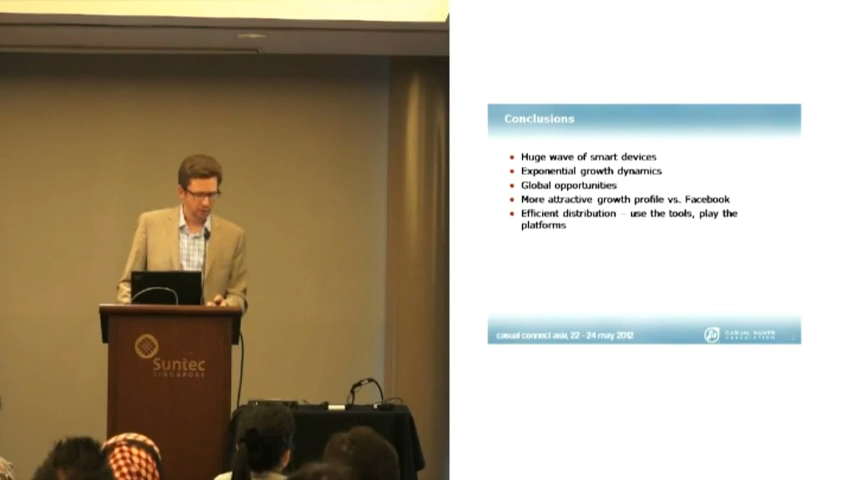 Suntec
SINGAPORE
Conclusions
Huge wave of smart devices
Exponential growth dynamics
Global opportunities
More attractive growth profile vs. Facebook
Efficient distribution – use the tools, play the
platforms
casual connect asia, 22 - 24 may 2012
CASUAL GAMES
ASSOCIATION